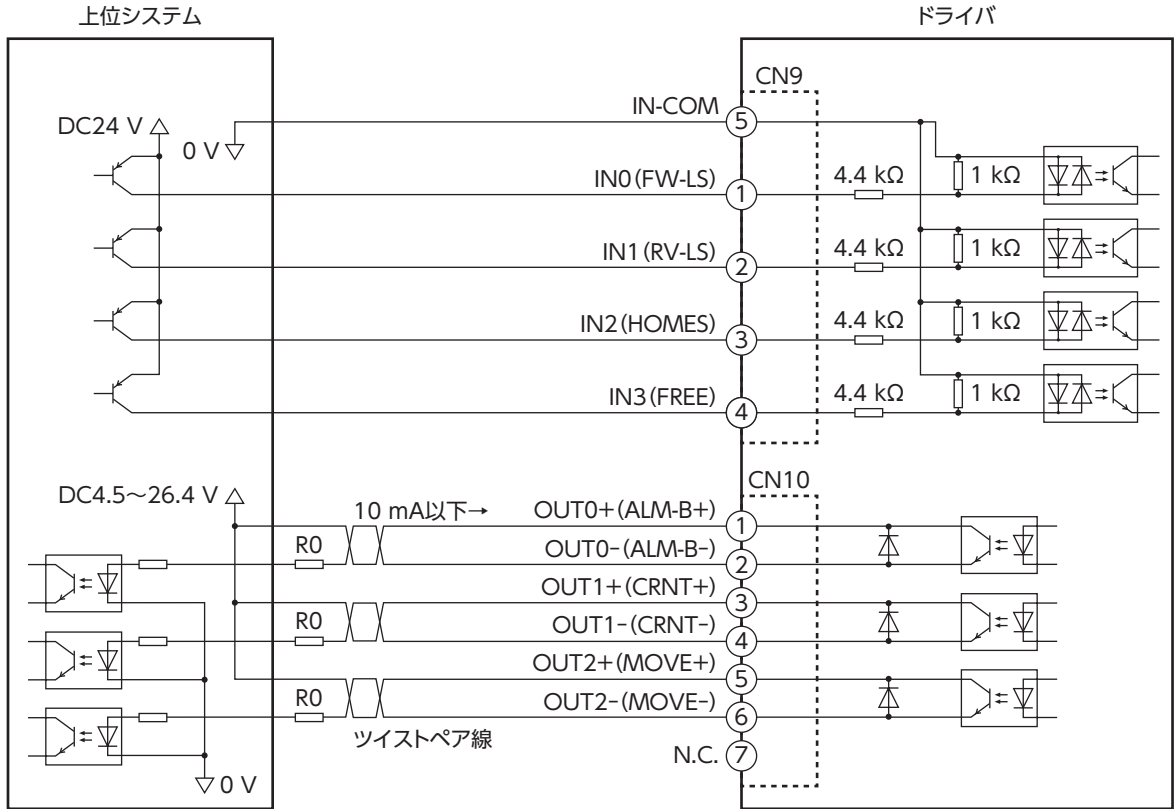 上位システム
ドライバ
CN9
IN-COM
5
DC24 V
0 V
IN0(FW-LS)
1
4.4 kΩ
1 kΩ
IN1(RV-LS)
2
4.4 kΩ
1 kΩ
IN2(HOMES)
3
4.4 kΩ
1 kΩ
IN3(FREE)
4
4.4 kΩ
1 kΩ
CN10
DC4.5～26.4 V
10 mA以下→
OUT0+(ALM-B+)
1
R0
OUT0-(ALM-B-)
2
OUT1+(CRNT+)
3
R0
OUT1-(CRNT-)
4
OUT2+(MOVE+)
5
R0
OUT2-(MOVE-)
6
ツイストペア線
N.C.
7
0 V